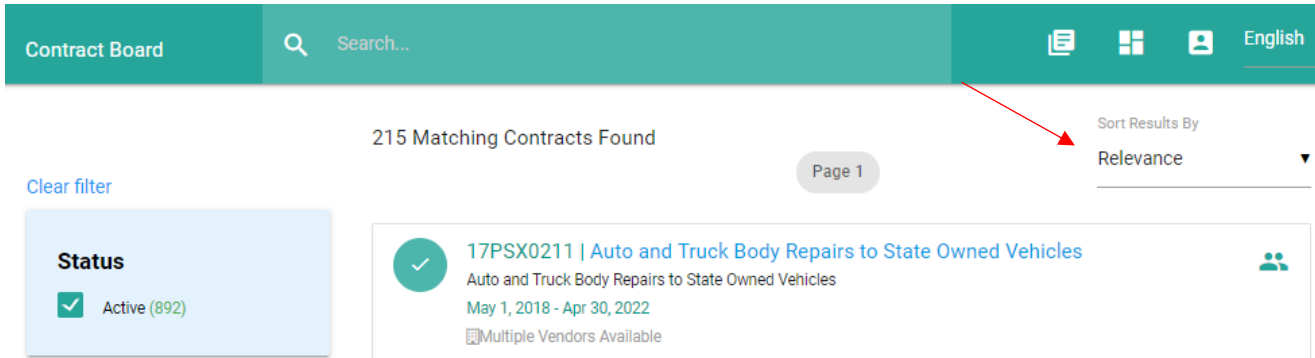 Contract Board
Search...
English
215 Matching Contracts Found
Sort Results By
Relevance
Page 1
Clear filter
Status
Active (892)
17PSX0211 | Auto and Truck Body Repairs to State Owned Vehicles
Auto and Truck Body Repairs to State Owned Vehicles
May 1, 2018 - Apr 30, 2022
Multiple Vendors Available